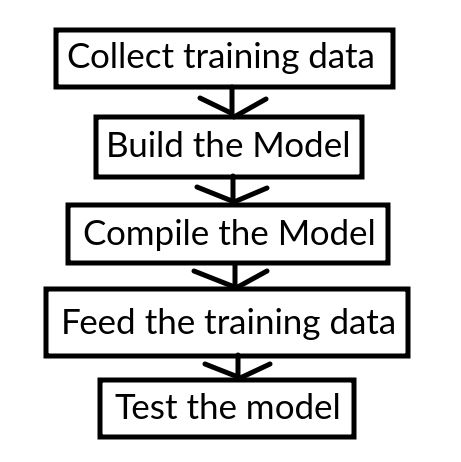 Collect training data
Build the Model
Compile the Model
Feed the training data
Test the model